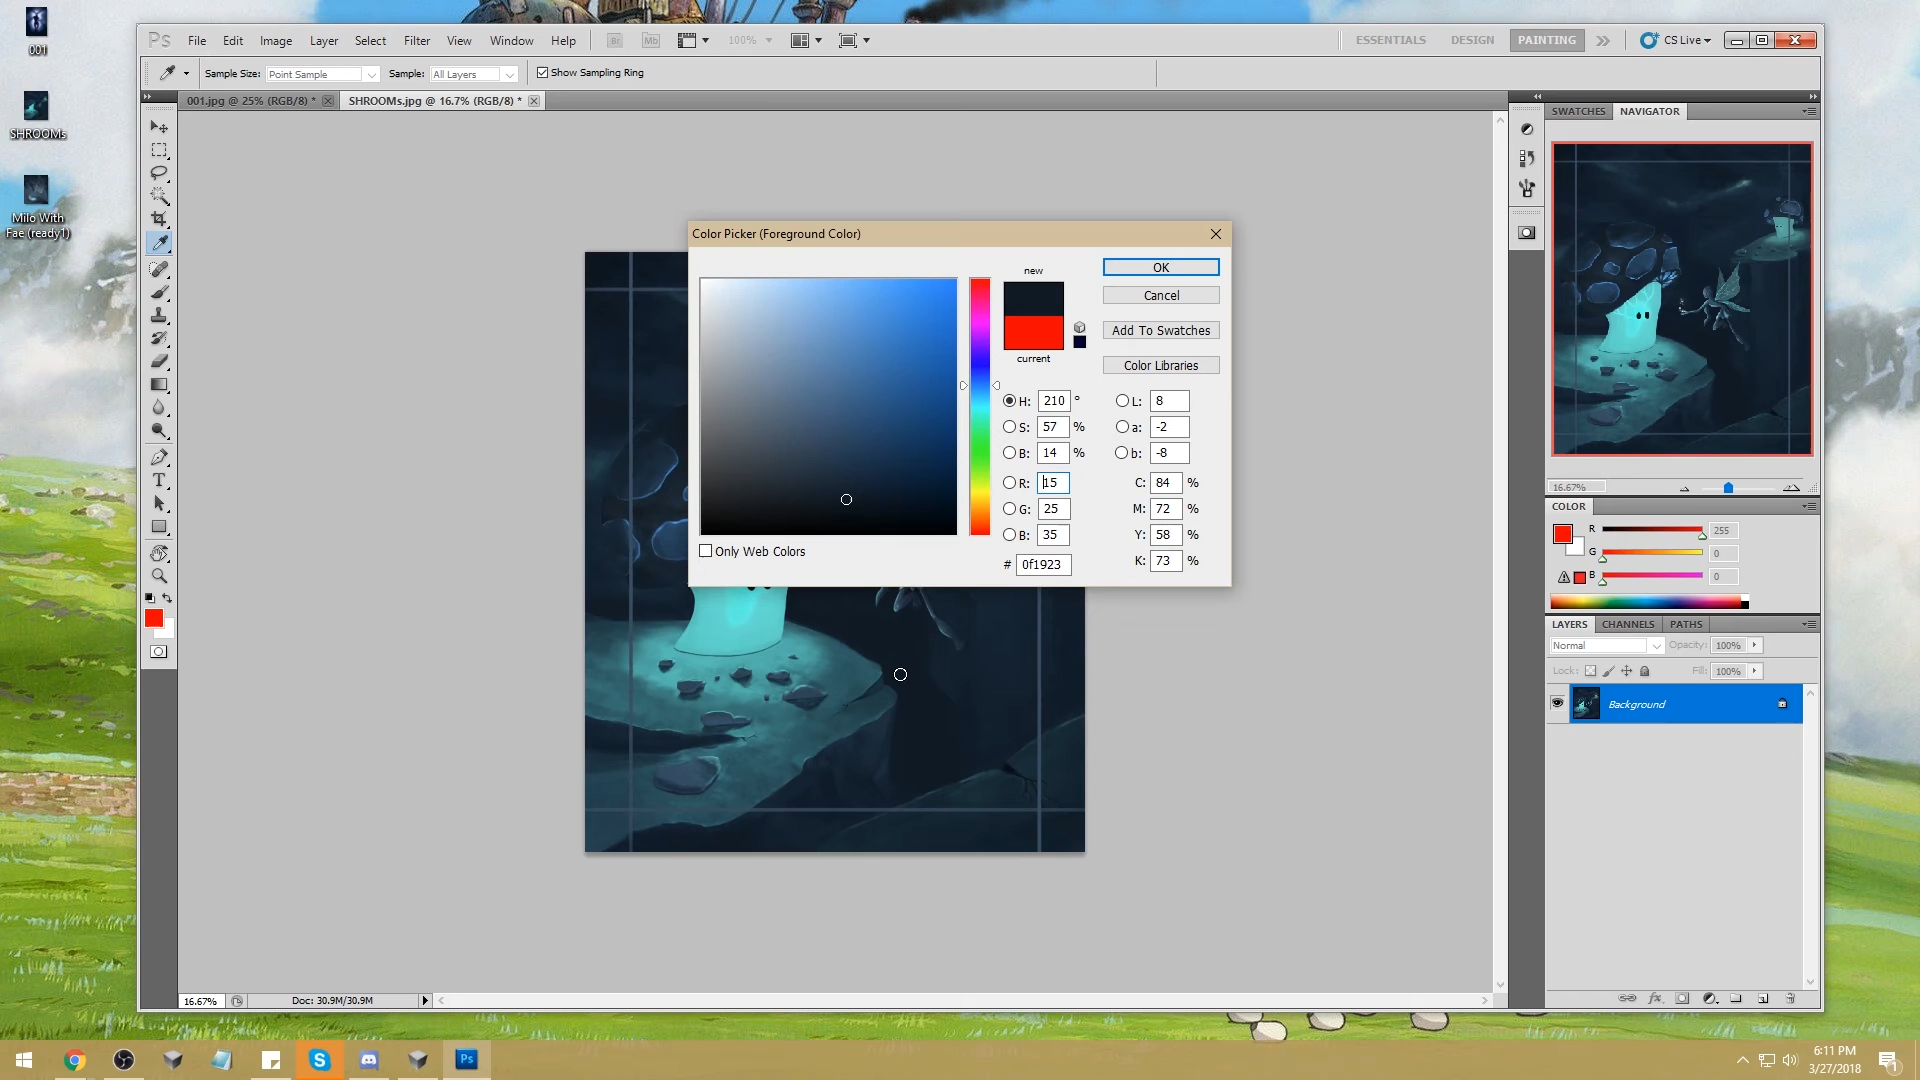 001
SHROOMs
Milo With
Fae (ready1)
Ps File Edit Image Layer Select Filter View Window Help Br Mb 100% ESSENTIALS DESIGN PAINTING CS Live
Sample Size: Point Sample Sample: All Layers Show Sampling Ring
001.jpg @ 25% (RGB/8) * SHROOMs.jpg @ 16.7% (RGB/8) *
SWATCHES NAVIGATOR
Color Picker (Foreground Color)
new
current
OK
Cancel
Add To Swatches
Color Libraries
H: 210 ° L: 8
S: 57 % a: -2
B: 14 % b: -8
R: 15 C: 84 %
G: 25 M: 72 %
B: 35 Y: 58 %
# 0f1923 K: 73 %
Only Web Colors
16.67%
COLOR
R 255
G 0
B 0
LAYERS CHANNELS PATHS
Normal Opacity: 100%
Lock: Fill: 100%
Background
fx
T
16.67% Doc: 30.9M/30.9M
S Ps
6:11 PM
3/27/2018
1